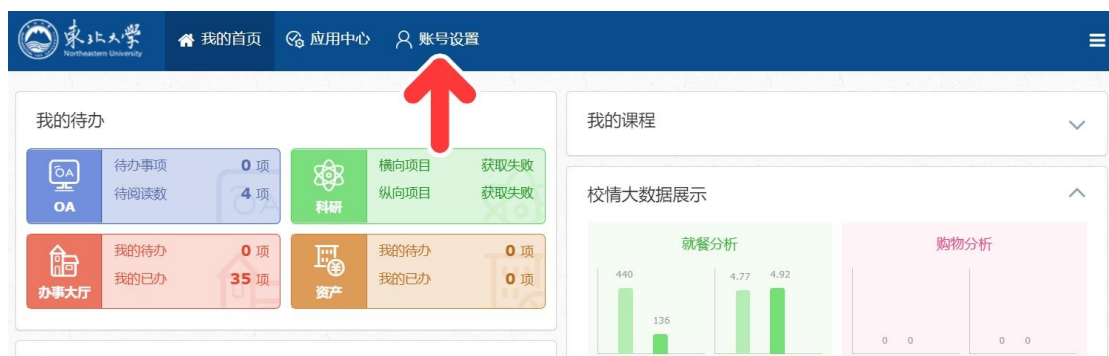 东北大学
Northeastern University
我的首页 应用中心 账号设置
我的待办
OA
待办事项 0 项
待阅读数 4 项
科研
横向项目 获取失败
纵向项目 获取失败
办事大厅
我的待办 0 项
我的已办 35 项
资产
我的待办 0 项
我的已办 0 项
我的课程
校情大数据展示
就餐分析
440
136
4.77
4.92
购物分析
0 0
0 0